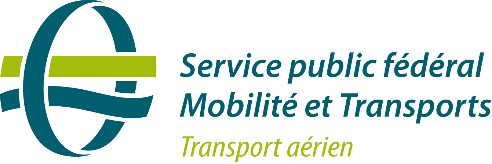 Service public fédéral
Mobilité et Transports
Transport aérien